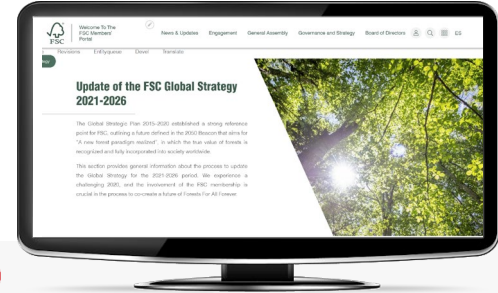 FSC
Welcome To The
FSC Members'
Portal
News & Updates Engagement General Assembly Governance and Strategy Board of Directors ES
Revisions Entityqueue Devel Translate
Update of the FSC Global Strategy
2021-2026
The Global Strategic Plan 2015-2020 established a strong reference
point for FSC, outlining a future defined in the 2050 Beacon that aims for
"A new forest paradigm realized", in which the true value of forests is
recognized and fully incorporated into society worldwide.
This section provides general information about the process to update
the Global Strategy for the 2021-2026 period. We experience a
challenging 2020, and the involvement of the FSC membership is
crucial in the process to co-create a future of Forests For All Forever.